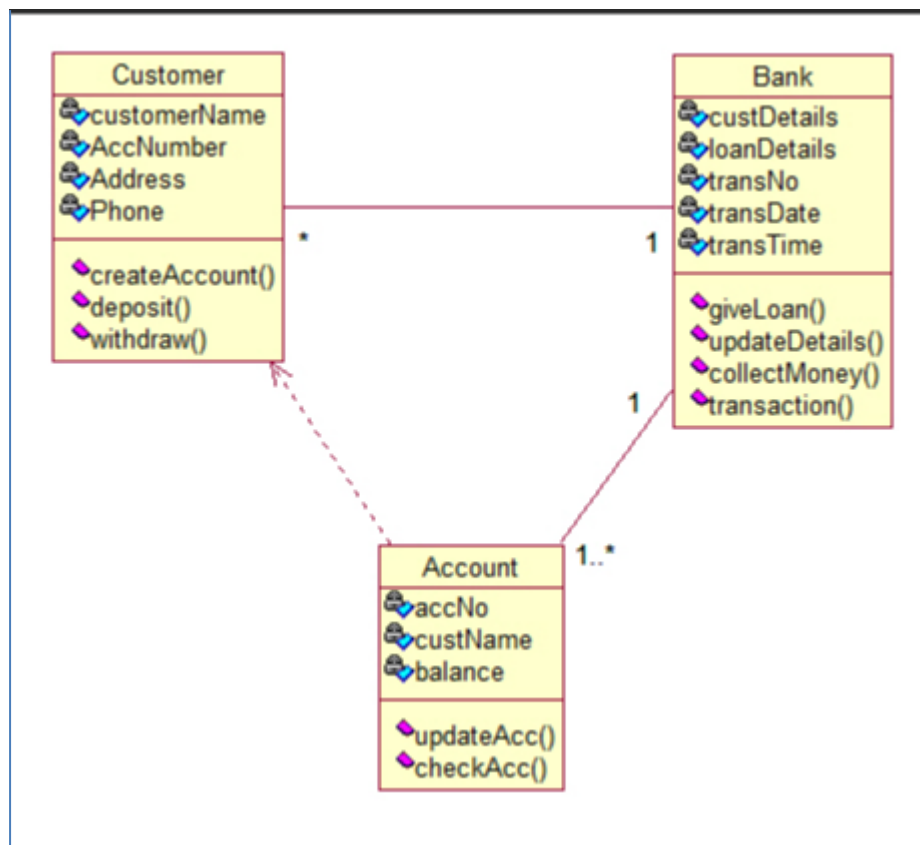 Customer
customerName
AccNumber
Address
Phone
createAccount()
deposit()
withdraw()
*
1
Bank
custDetails
loanDetails
transNo
transDate
transTime
giveLoan()
updateDetails()
collectMoney()
transaction()
1
1..*
Account
accNo
custName
balance
updateAcc()
checkAcc()